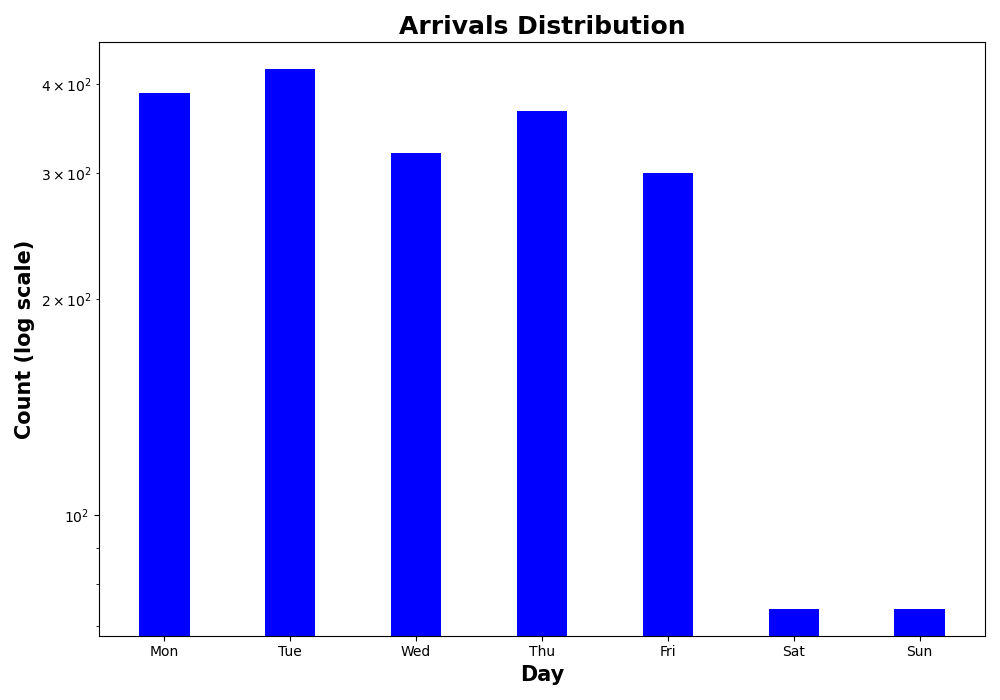 Arrivals Distribution
Count (log scale)
4 × 10²
3 × 10²
2 × 10²
10²
Mon Tue Wed Thu Fri Sat Sun
Day